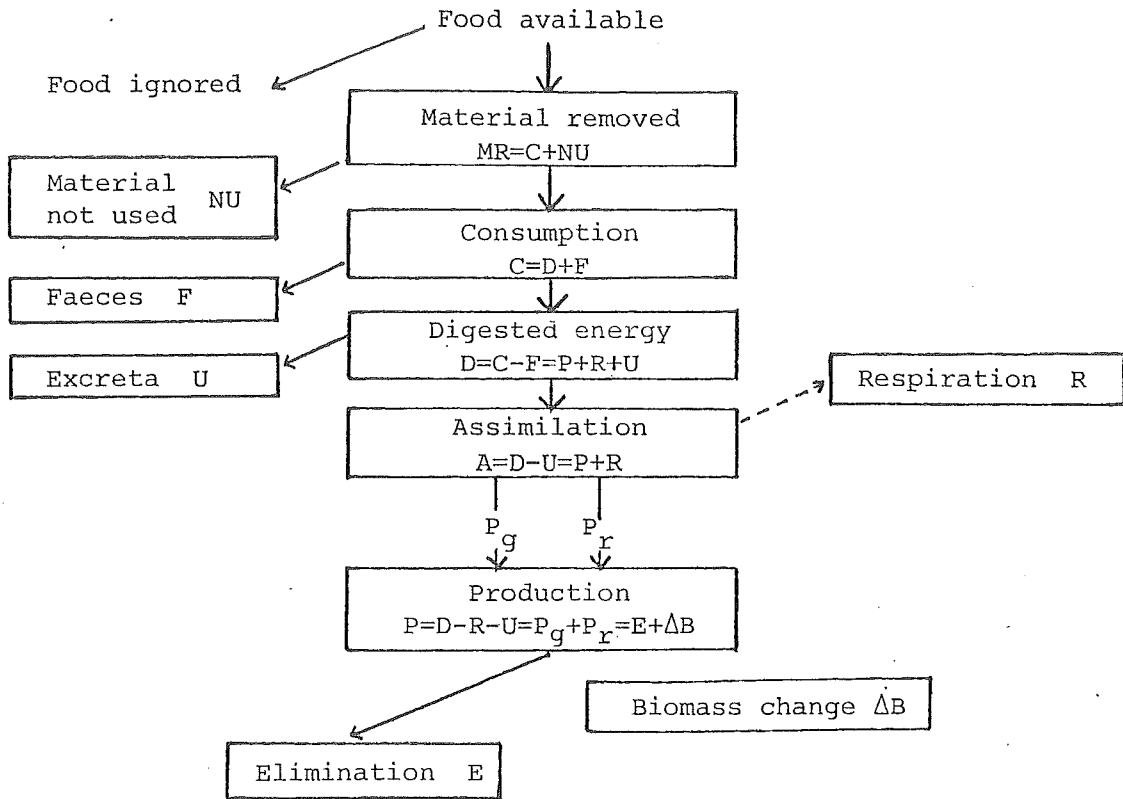 Food available
Food ignored
Material removed
MR=C+NU
Material NU
not used
Consumption
C=D+F
Faeces F
Digested energy
D=C-F=P+R+U
Excreta U
Respiration R
Assimilation
A=D-U=P+R
Pg Pr
Production
P=D-R-U=Pg+Pr=E+ΔB
Biomass change ΔB
Elimination E